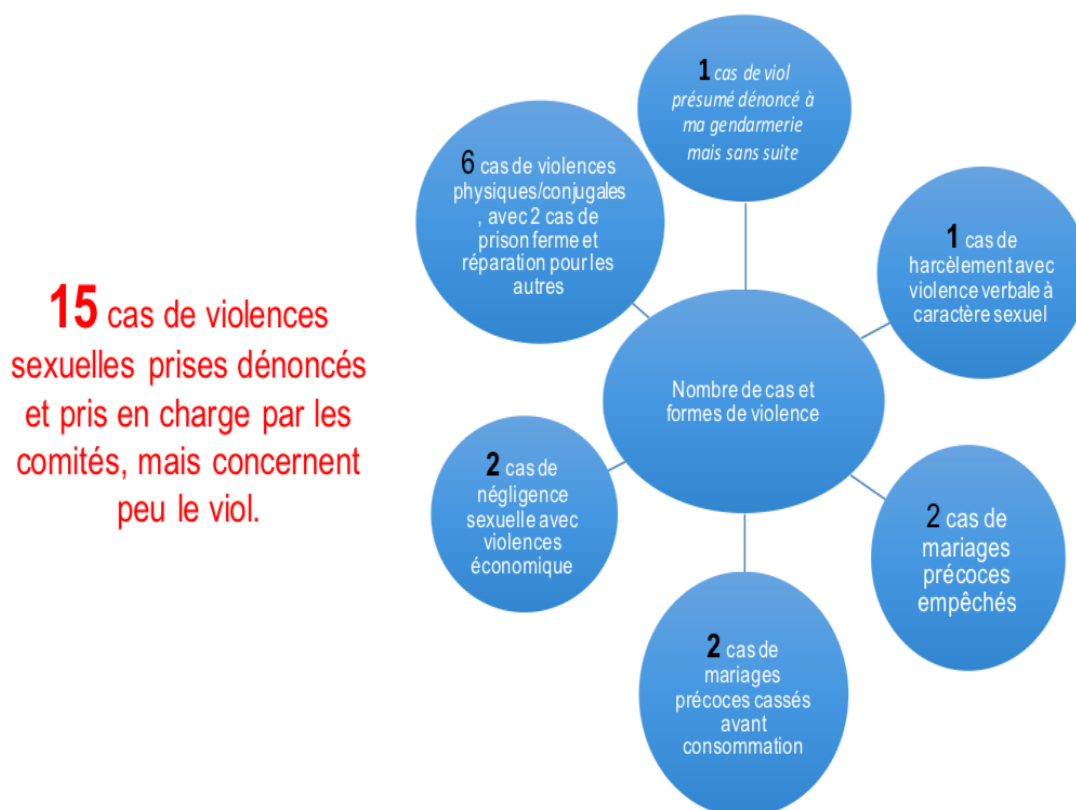 15 cas de violences
sexuelles prises dénoncés
et pris en charge par les
comités, mais concernent
peu le viol.
1 cas de viol
présumé dénoncé à
ma gendarmerie
mais sans suite
6 cas de violences
physiques/conjugales
, avec 2 cas de
prison ferme et
réparation pour les
autres
1 cas de
harcèlement avec
violence verbale à
caractère sexuel
Nombre de cas et
formes de violence
2 cas de
négligence
sexuelle avec
violences
économique
2 cas de
mariages
précoces
empêchés
2 cas de
mariages
précoces cassés
avant
consommation